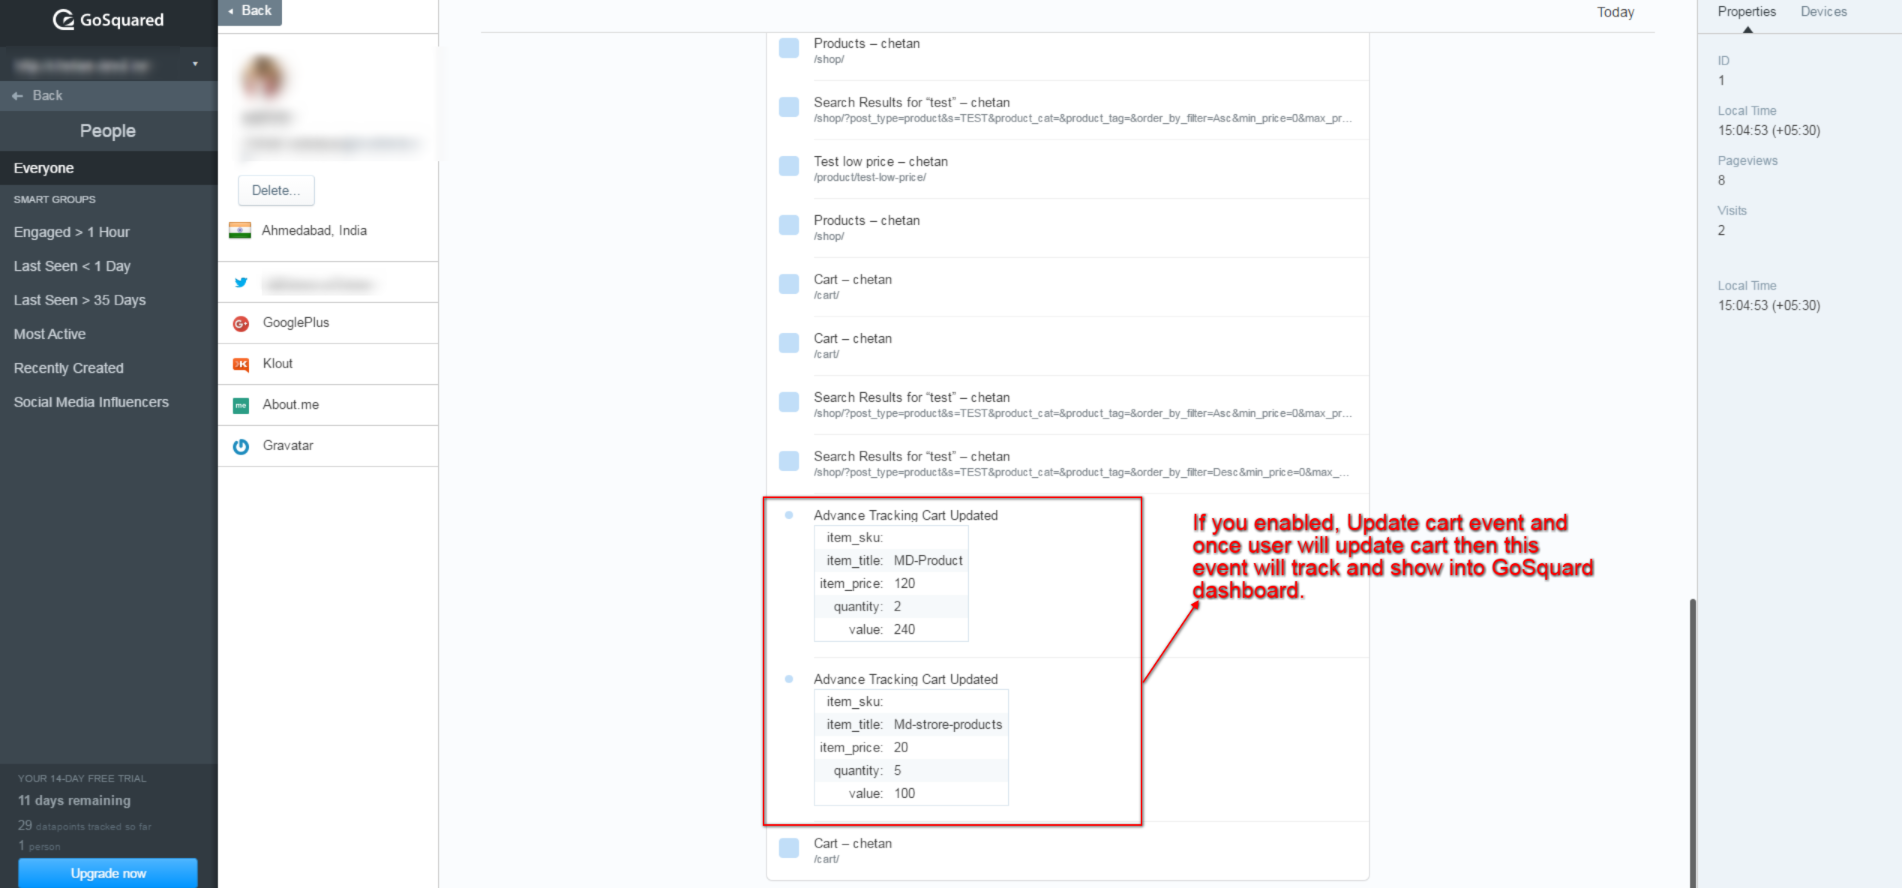 GoSquared
← Back
People
Everyone
SMART GROUPS
Engaged > 1 Hour
Last Seen < 1 Day
Last Seen > 35 Days
Most Active
Recently Created
Social Media Influencers
YOUR 14-DAY FREE TRIAL
11 days remaining
29 datapoints tracked so far
1 person
Upgrade now
Back
Delete...
Ahmedabad, India
GooglePlus
Klout
me About.me
Gravatar
Today
Products – chetan
/shop/
Search Results for “test” – chetan
/shop/?post_type=product&s=TEST&product_cat=&product_tag=&order_by_filter=Asc&min_price=0&max_pr...
Test low price – chetan
/product/test-low-price/
Products – chetan
/shop/
Cart – chetan
/cart/
Cart – chetan
/cart/
Search Results for “test” – chetan
/shop/?post_type=product&s=TEST&product_cat=&product_tag=&order_by_filter=Asc&min_price=0&max_pr...
Search Results for “test” – chetan
/shop/?post_type=product&s=TEST&product_cat=&product_tag=&order_by_filter=Desc&min_price=0&max_...
Advance Tracking Cart Updated
item_sku:
item_title: MD-Product
item_price: 120
quantity: 2
value: 240
Advance Tracking Cart Updated
item_sku:
item_title: Md-strore-products
item_price: 20
quantity: 5
value: 100
Cart – chetan
/cart/
If you enabled, Update cart event and
once user will update cart then this
event will track and show into GoSquard
dashboard.
Properties Devices
ID
1
Local Time
15:04:53 (+05:30)
Pageviews
8
Visits
2
Local Time
15:04:53 (+05:30)